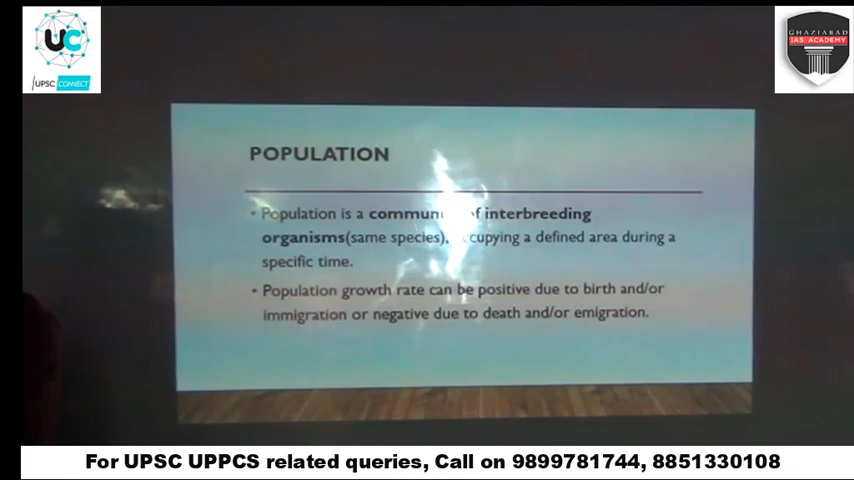 UC
UPSC CONNECT
GHAZIABAD
IAS ACADEMY
POPULATION
• Population is a of interbreeding
organisms(same species), a defined area during a
specific time.
• Population growth rate can be positive due to birth and/or
immigration or negative due to death and/or emigration.
For UPSC UPPCS related queries, Call on 9899781744, 8851330108